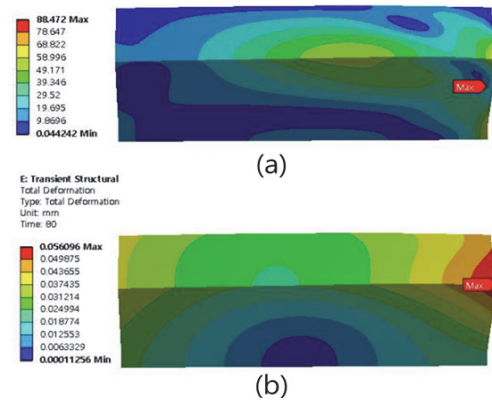 88.472 Max
78.647
68.822
58.996
49.171
39.346
29.52
19.695
9.8696
0.044242 Min
Max
(a)
E: Transient Structural
Total Deformation
Type: Total Deformation
Unit: mm
Time: 80
0.056096 Max
0.049875
0.043655
0.037435
0.031214
0.024994
0.018774
0.012553
0.0063329
0.00011256 Min
Max
(b)